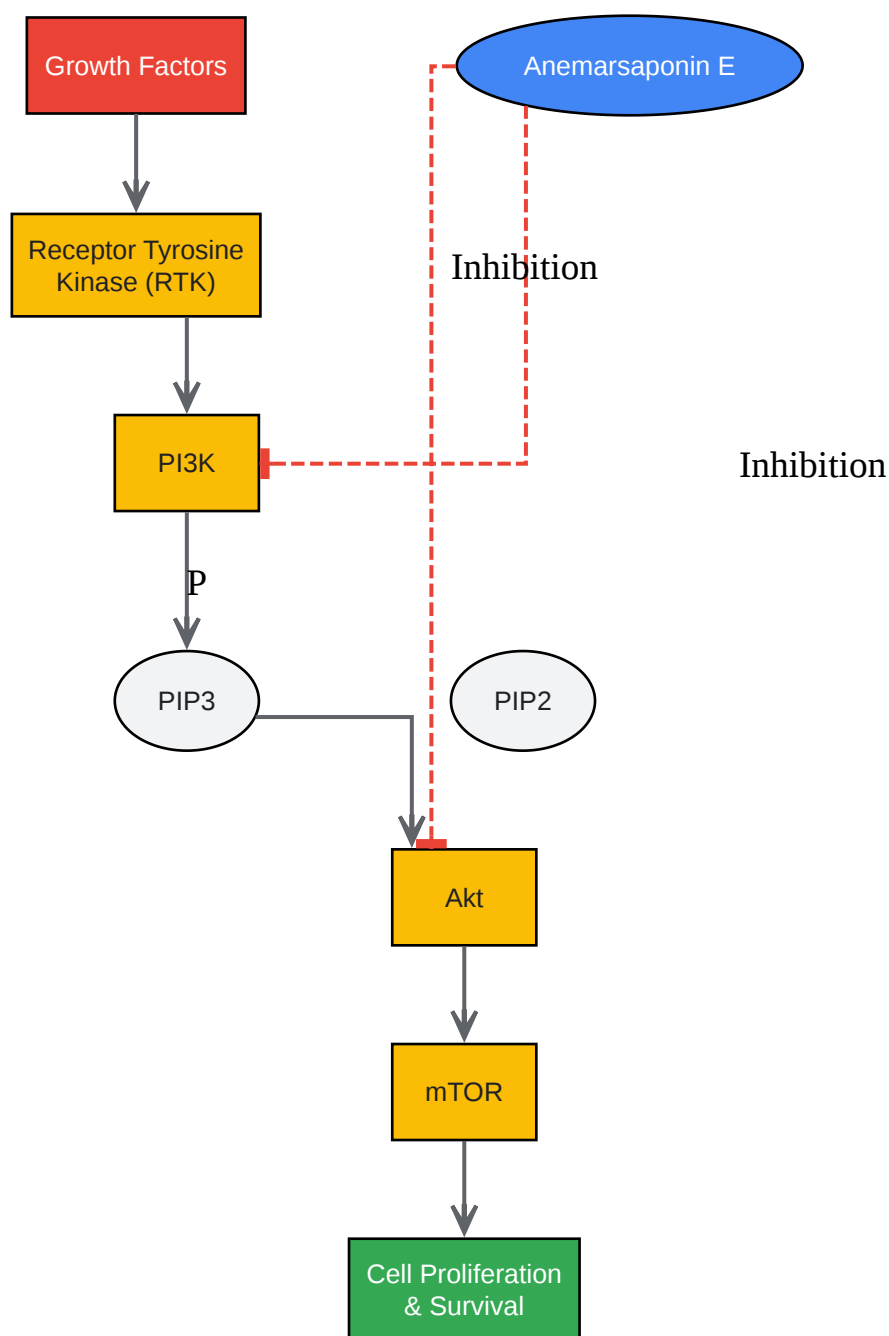 Growth Factors
Anemarsaponin E
Receptor Tyrosine
Kinase (RTK)
Inhibition
PI3K
Inhibition
P
PIP3
PIP2
Akt
mTOR
Cell Proliferation
& Survival